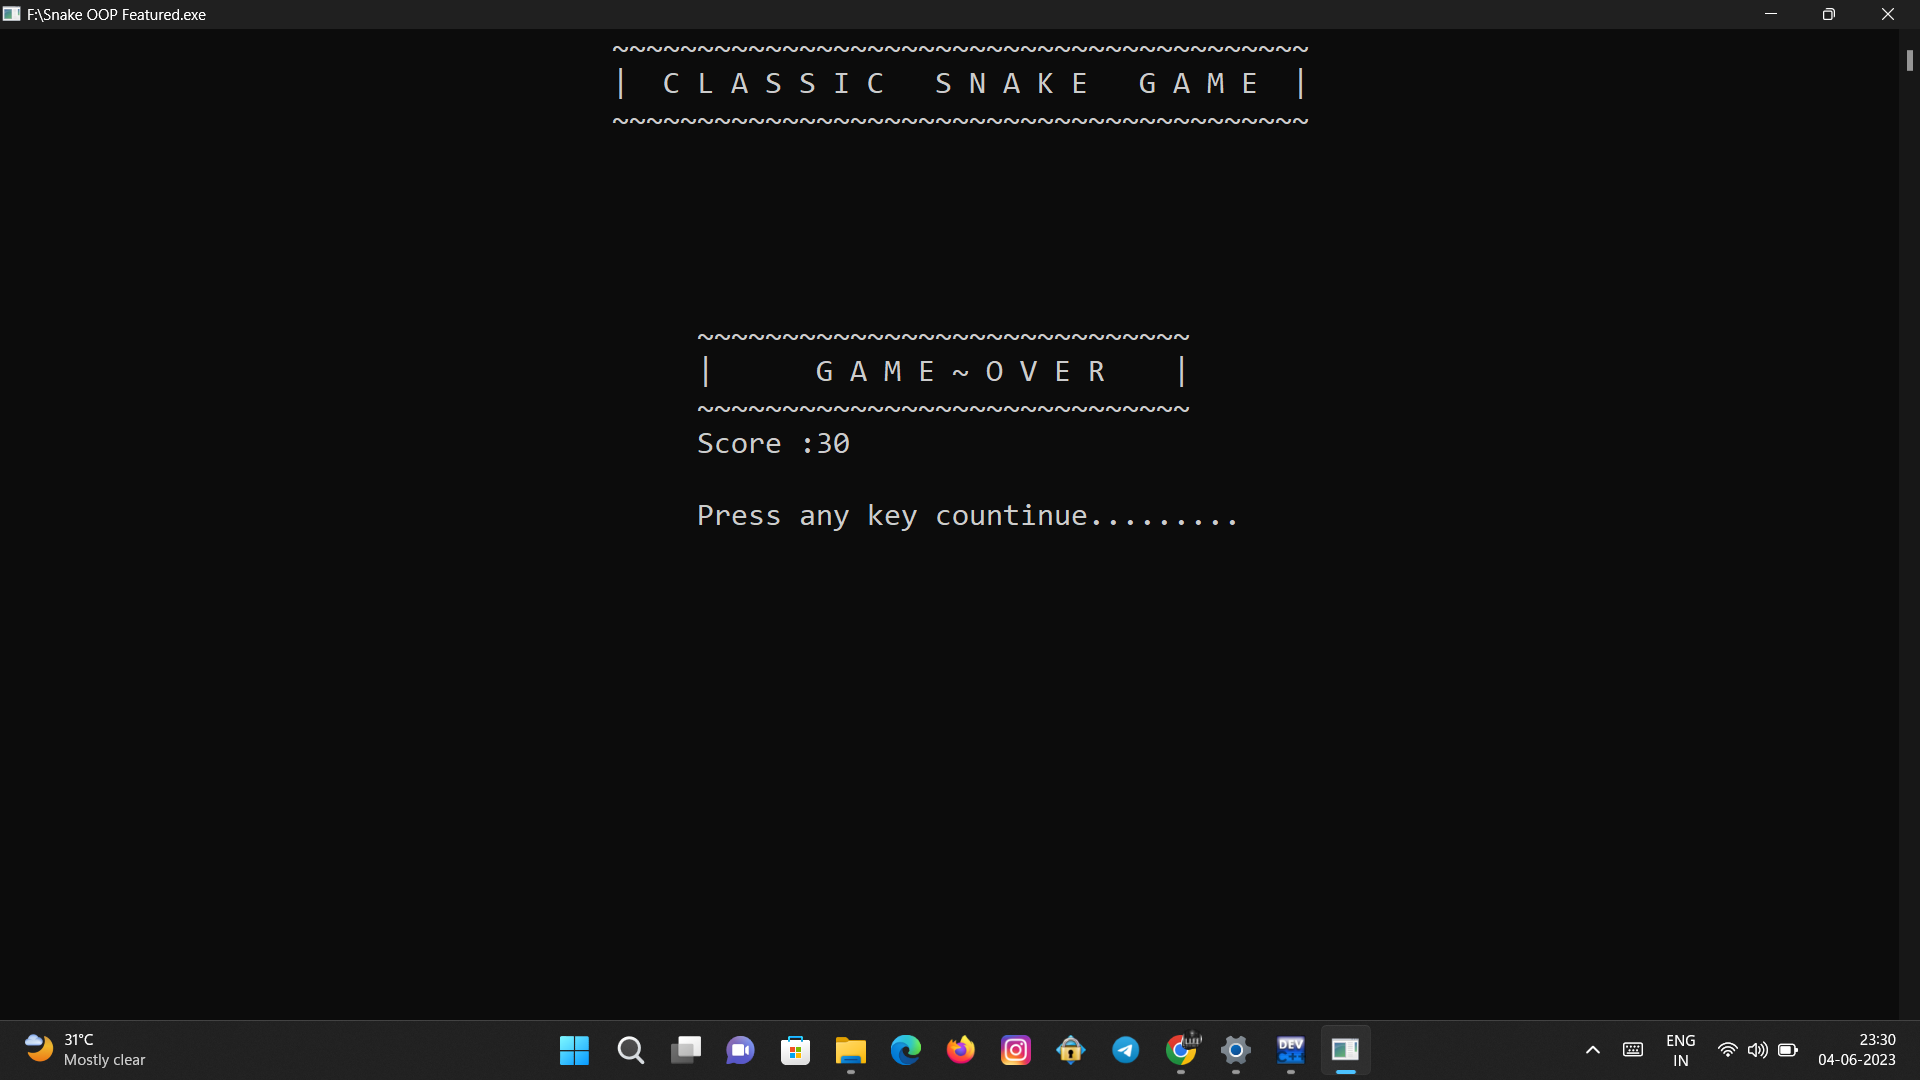 F:\Snake OOP Featured.exe
~~~~~~~~~~~~~~~~~~~~~~~~~~~~~~~~~~~~~~~~~
|  C L A S S I C   S N A K E   G A M E  |
~~~~~~~~~~~~~~~~~~~~~~~~~~~~~~~~~~~~~~~~~
~~~~~~~~~~~~~~~~~~~~~~~~~~~~~
|      G A M E ~ O V E R    |
~~~~~~~~~~~~~~~~~~~~~~~~~~~~~
Score :30
Press any key countinue.........
31°C
Mostly clear
DEV
C++
ENG
IN
23:30
04-06-2023